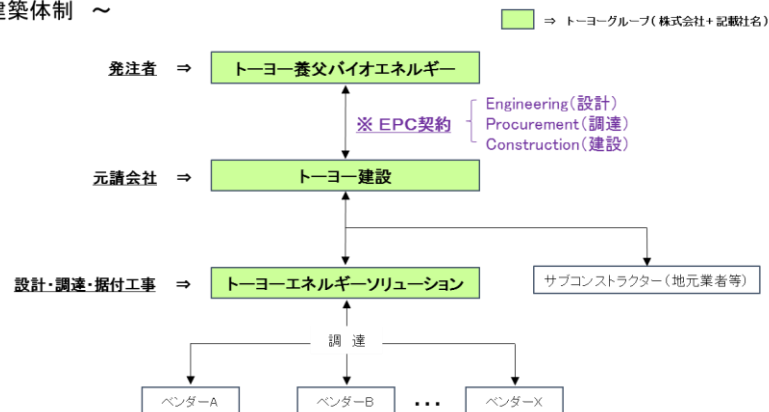 建築体制 ～
⇒ トーヨーグループ（株式会社＋記載社名）
発注者 ⇒ トーヨー養父バイオエネルギー
※ EPC契約
Engineering（設計）
Procurement（調達）
Construction（建設）
元請会社 ⇒ トーヨー建設
設計・調達・据付工事 ⇒ トーヨーエネルギーソリューション
サブコンストラクター（地元業者等）
調 達
ベンダーA ベンダーB ・・・ ベンダーX